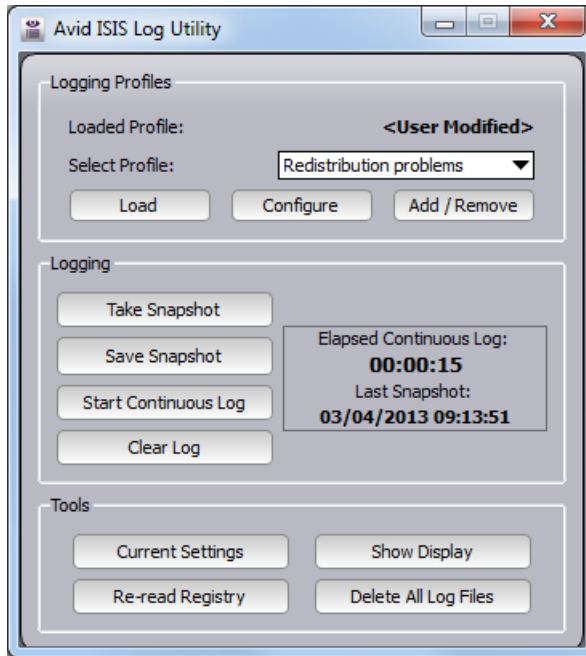 Avid ISIS Log Utility
Logging Profiles
Loaded Profile: <User Modified>
Select Profile: Redistribution problems
Load Configure Add / Remove
Logging
Take Snapshot
Save Snapshot
Start Continuous Log
Clear Log
Elapsed Continuous Log:
00:00:15
Last Snapshot:
03/04/2013 09:13:51
Tools
Current Settings Show Display
Re-read Registry Delete All Log Files